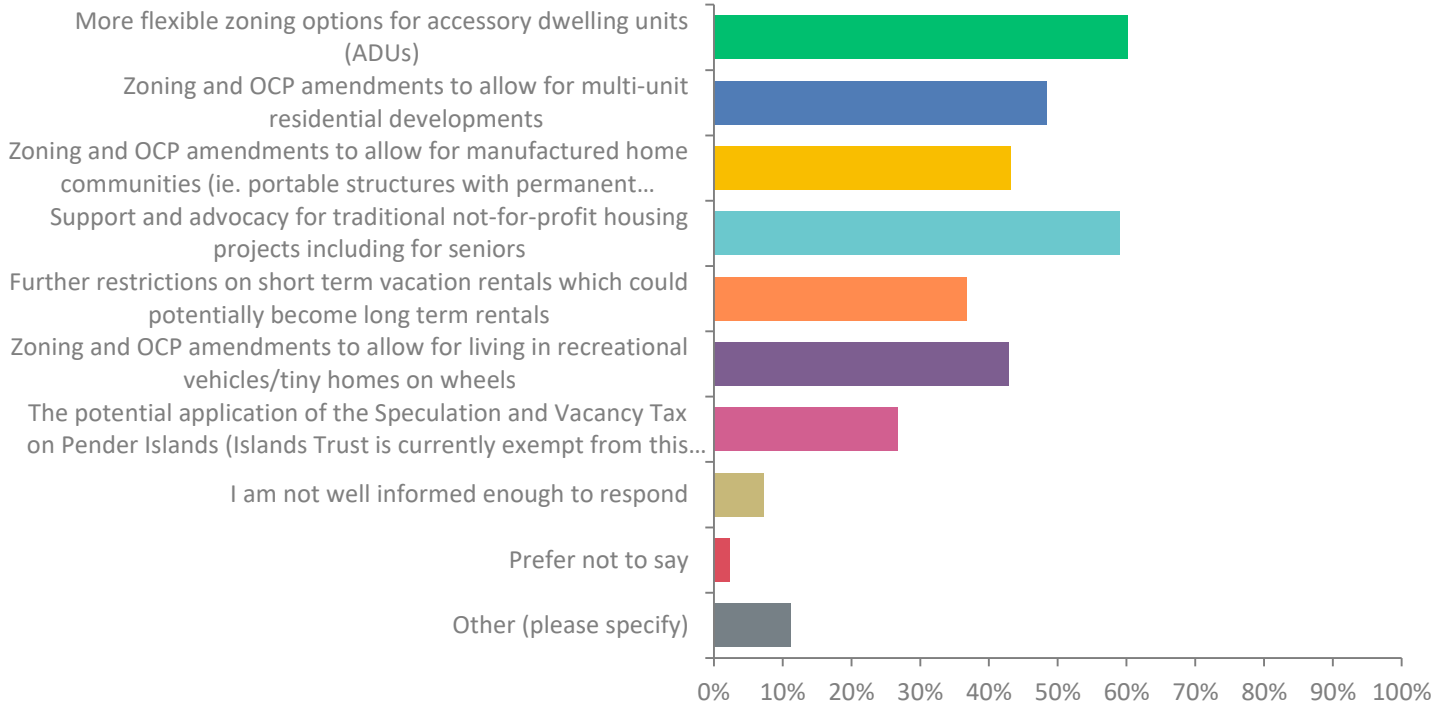 More flexible zoning options for accessory dwelling units
(ADUs)
Zoning and OCP amendments to allow for multi-unit
residential developments
Zoning and OCP amendments to allow for manufactured home
communities (ie. portable structures with permanent…
Support and advocacy for traditional not-for-profit housing
projects including for seniors
Further restrictions on short term vacation rentals which could
potentially become long term rentals
Zoning and OCP amendments to allow for living in recreational
vehicles/tiny homes on wheels
The potential application of the Speculation and Vacancy Tax
on Pender Islands (Islands Trust is currently exempt from this…
I am not well informed enough to respond
Prefer not to say
Other (please specify)
0% 10% 20% 30% 40% 50% 60% 70% 80% 90% 100%